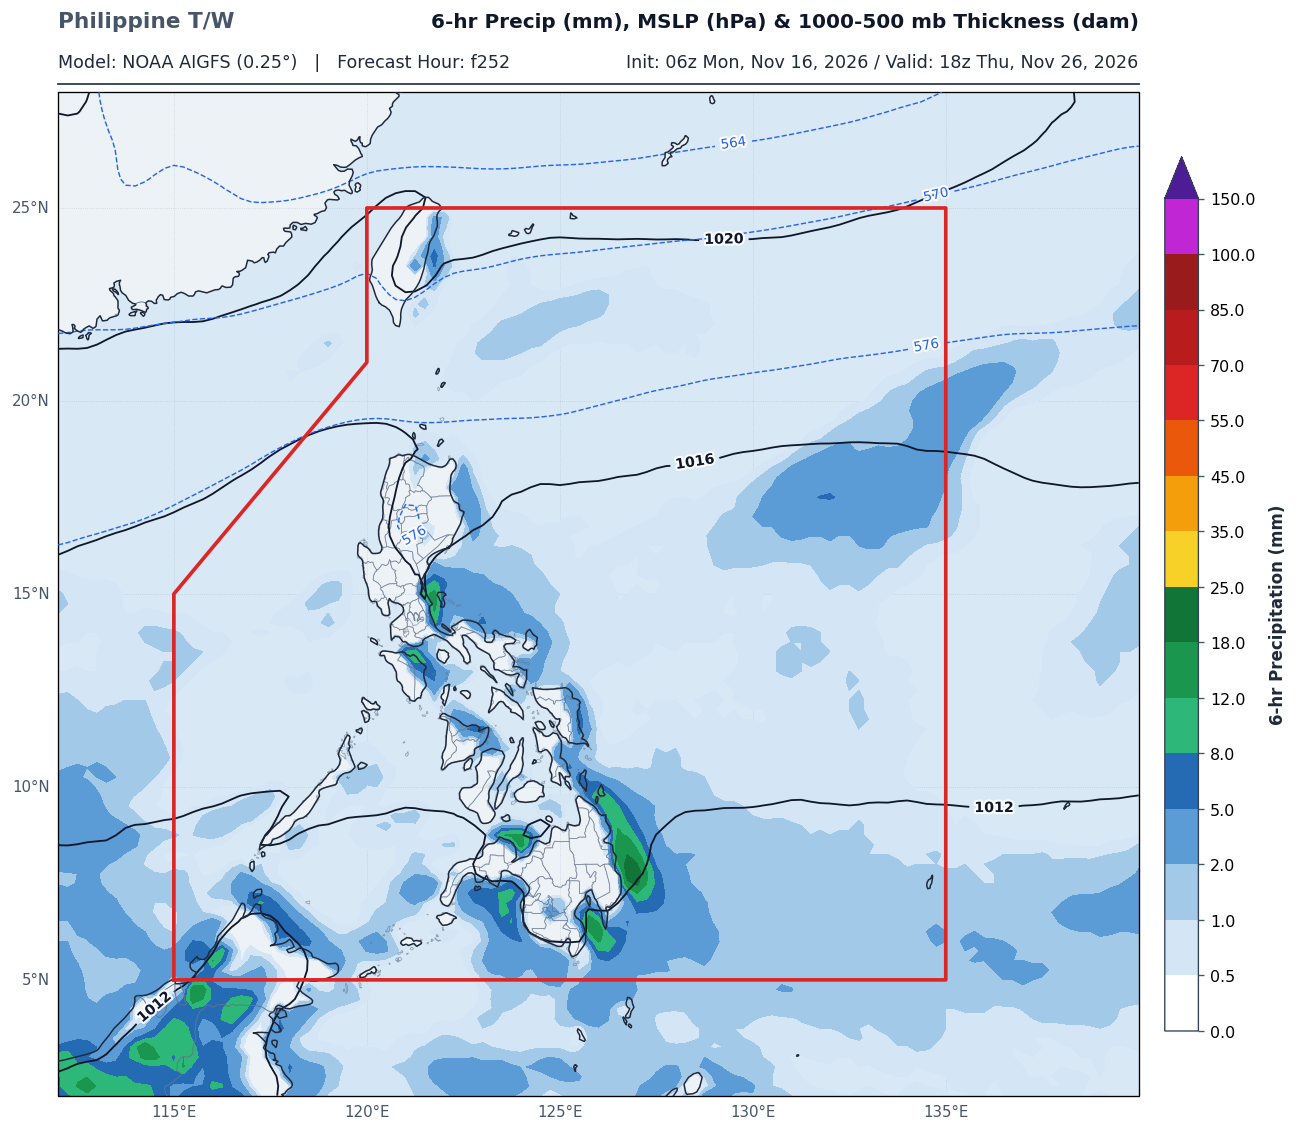 Philippine T/W
6-hr Precip (mm), MSLP (hPa) & 1000-500 mb Thickness (dam)
Model: NOAA AIGFS (0.25°) | Forecast Hour: f252
Init: 06z Mon, Nov 16, 2026 / Valid: 18z Thu, Nov 26, 2026
564
570
1020
576
1016
576
1012
1012
25°N
20°N
15°N
10°N
5°N
115°E
120°E
125°E
130°E
135°E
150.0
100.0
85.0
70.0
55.0
45.0
35.0
25.0
18.0
12.0
8.0
5.0
2.0
1.0
0.5
0.0
6-hr Precipitation (mm)